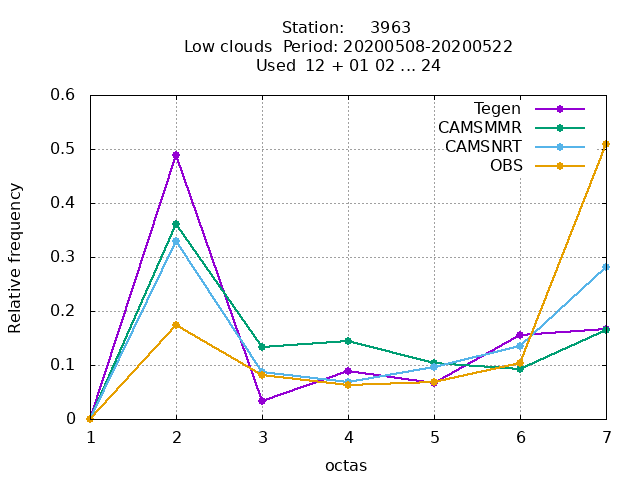 Station: 3963
Low clouds Period: 20200508-20200522
Used 12 + 01 02 ... 24
0.6
0.5
0.4
0.3
0.2
0.1
0
Relative frequency
Tegen
CAMSMMR
CAMSNRT
OBS
1 2 3 4 5 6 7
octas